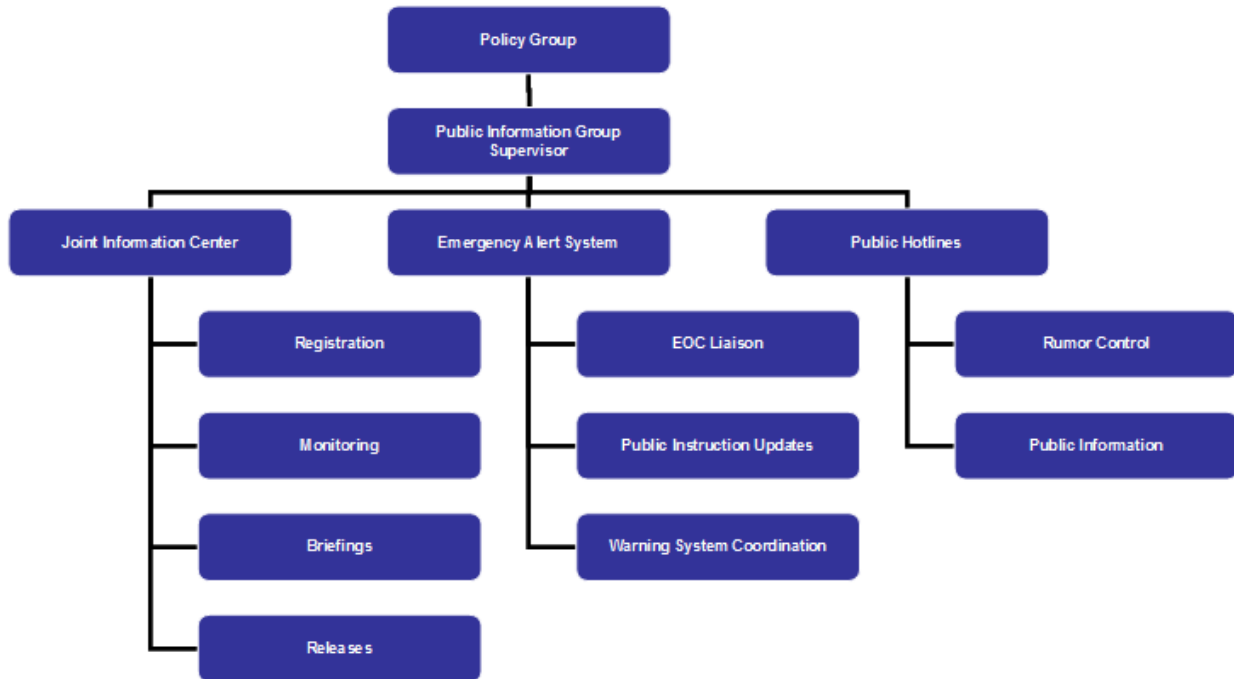 Policy Group
Public Information Group
Supervisor
Joint Information Center
Emergency Alert System
Public Hotlines
Registration
EOC Liaison
Rumor Control
Monitoring
Public Instruction Updates
Public Information
Briefings
Warning System Coordination
Releases